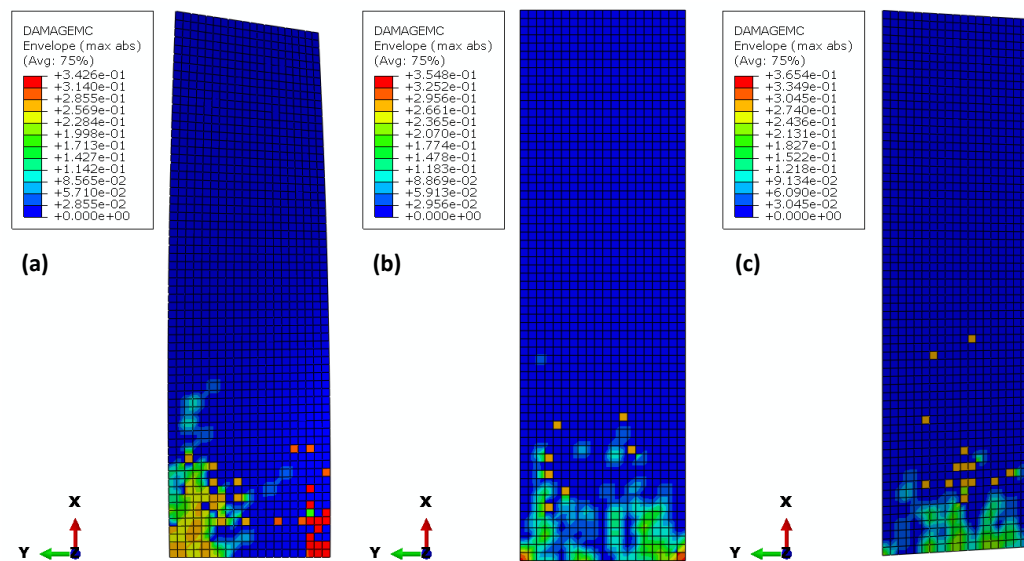 DAMAGEMC
Envelope (max abs)
(Avg: 75%)
+3.426e-01
+3.140e-01
+2.855e-01
+2.569e-01
+2.284e-01
+1.998e-01
+1.713e-01
+1.427e-01
+1.142e-01
+8.565e-02
+5.710e-02
+2.855e-02
+0.000e+00
(a)
X
Y
Z
DAMAGEMC
Envelope (max abs)
(Avg: 75%)
+3.548e-01
+3.252e-01
+2.956e-01
+2.661e-01
+2.365e-01
+2.070e-01
+1.774e-01
+1.478e-01
+1.183e-01
+8.869e-02
+5.913e-02
+2.956e-02
+0.000e+00
(b)
X
Y
Z
DAMAGEMC
Envelope (max abs)
(Avg: 75%)
+3.654e-01
+3.349e-01
+3.045e-01
+2.740e-01
+2.436e-01
+2.131e-01
+1.827e-01
+1.522e-01
+1.218e-01
+9.134e-02
+6.090e-02
+3.045e-02
+0.000e+00
(c)
X
Y
Z